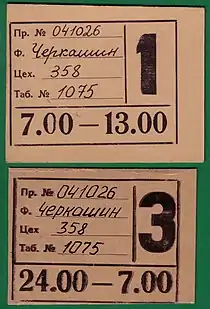 Пр. № 041026
Ф. Черкашин
Цех. 358
Таб. № 1075
1
7.00 – 13.00
Пр. № 041026
Ф. Черкашин
Цех 358
Таб. № 1075
3
24.00 – 7.00